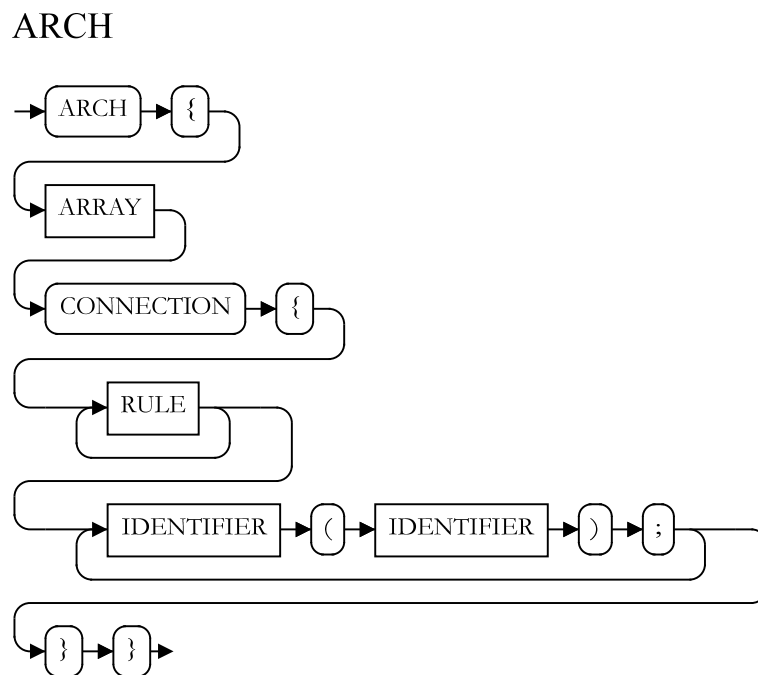 ARCH
ARCH {
ARRAY
CONNECTION {
RULE
IDENTIFIER ( IDENTIFIER ) ;
} }